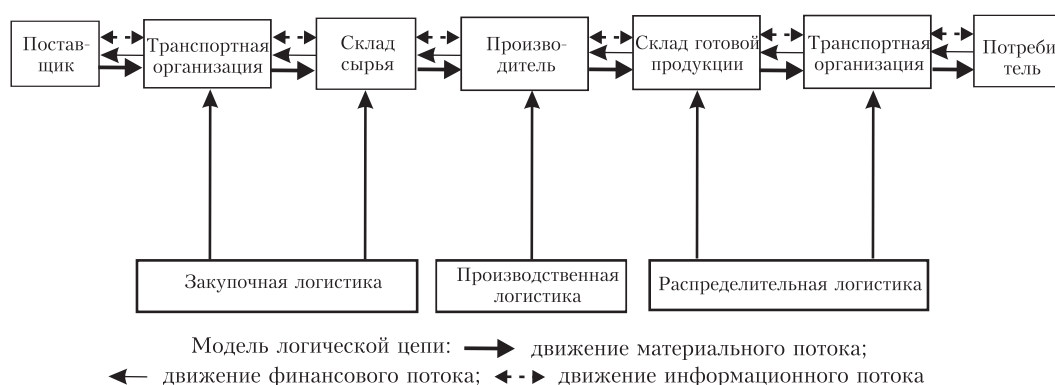 Постав-
щик
Транспортная
организация
Склад
сырья
Произво-
дитель
Склад готовой
продукции
Транспортная
организация
Потреби
тель
Закупочная логистика
Производственная
логистика
Распределительная логистика
Модель логической цепи: движение материального потока;
движение финансового потока; движение информационного потока